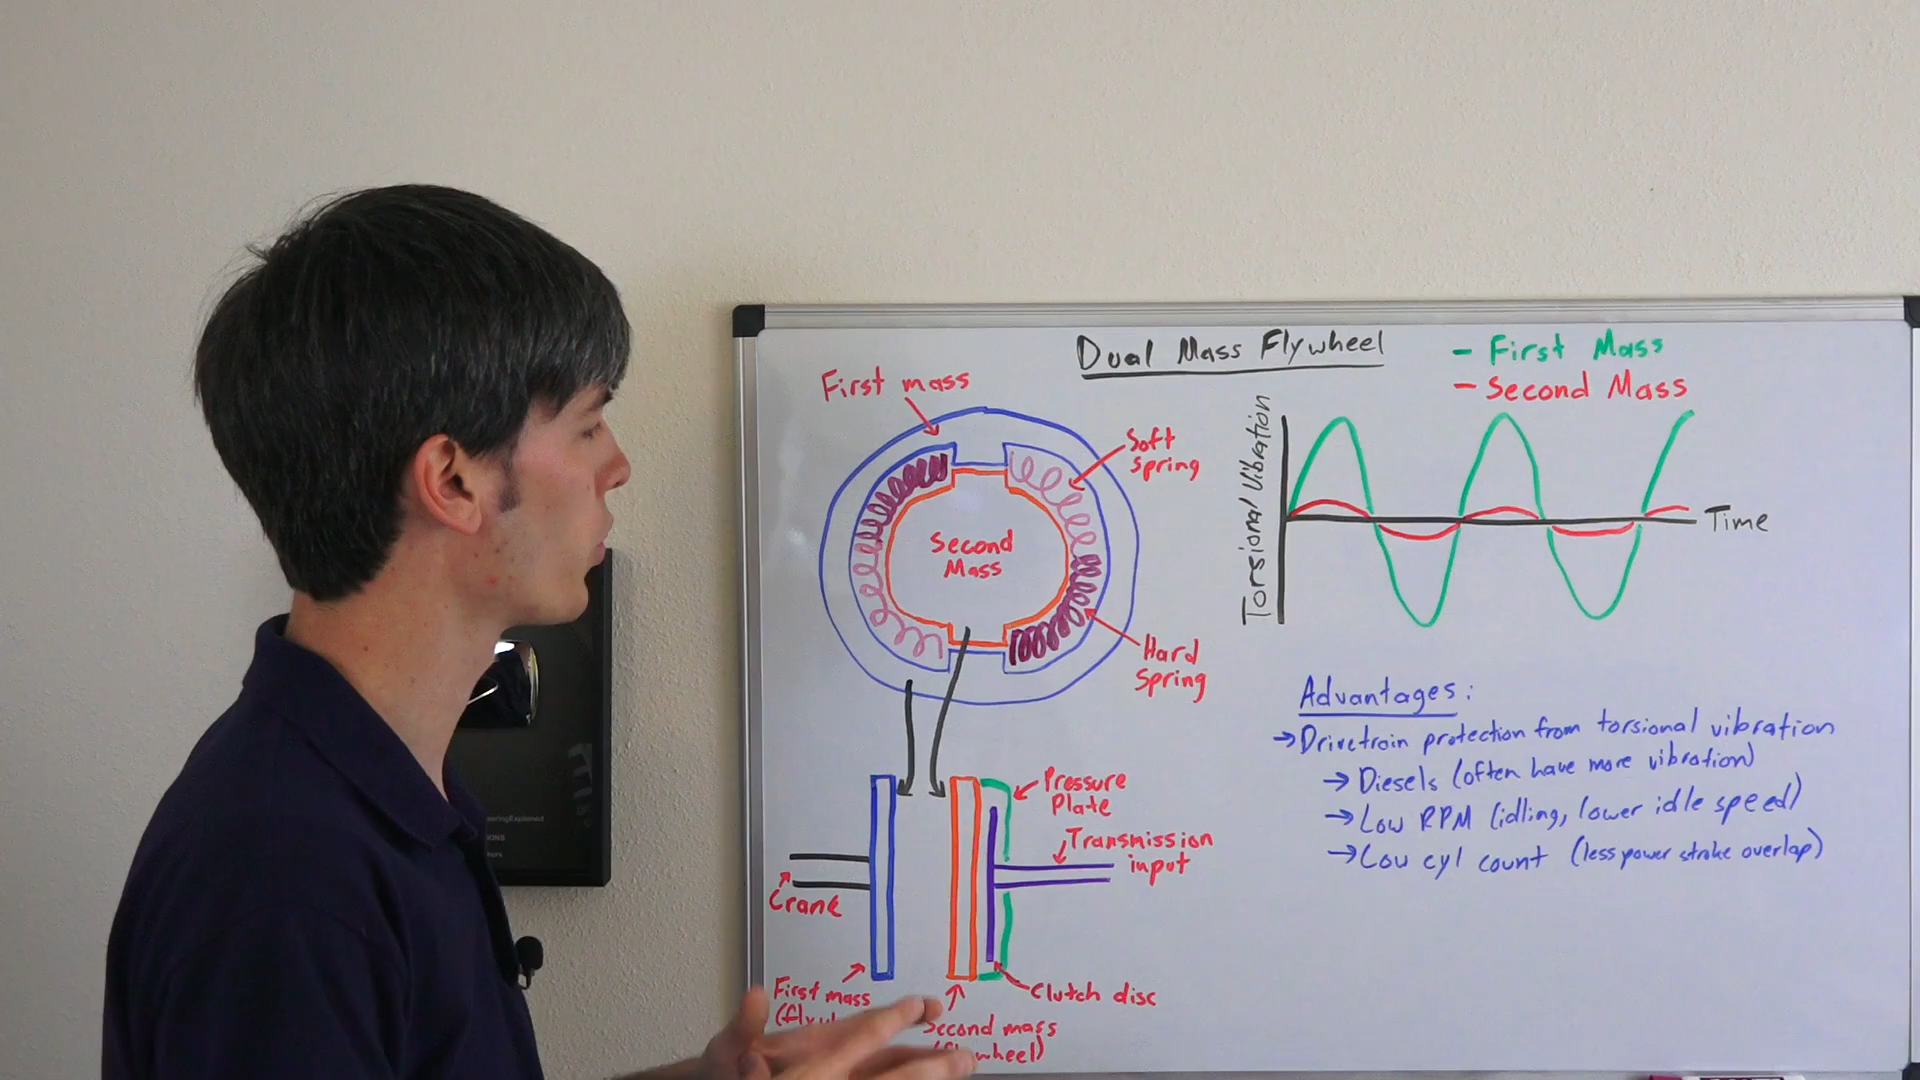 Dual Mass Flywheel
- First Mass
- Second Mass
First mass
Soft
Spring
Second
Mass
Hard
Spring
Torsional Vibration
Time
Advantages:
→ Drivetrain protection from torsional vibration
→ Diesels (often have more vibration)
→ Low RPM (idling, lower idle speed)
→ Low cyl count (less power stroke overlap)
Pressure
Plate
Transmission
input
Crank
First mass
Clutch disc
Second mass